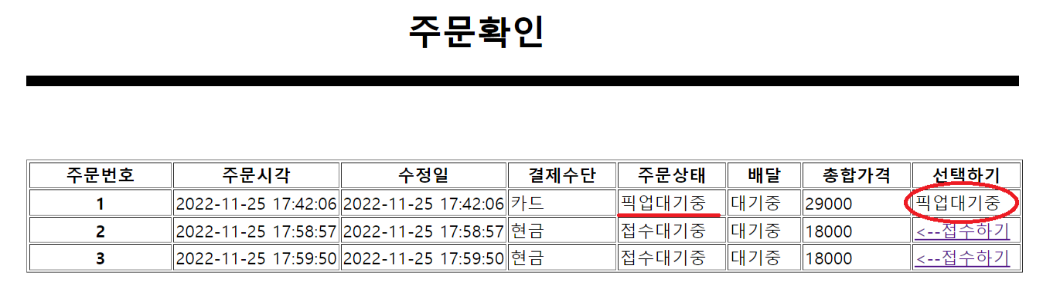 주문확인
주문번호 주문시각 수정일 결제수단 주문상태 배달 총합가격 선택하기
1 2022-11-25 17:42:06 2022-11-25 17:42:06 카드 픽업대기중 대기중 29000 픽업대기중
2 2022-11-25 17:58:57 2022-11-25 17:58:57 현금 접수대기중 대기중 18000 <--접수하기
3 2022-11-25 17:59:50 2022-11-25 17:59:50 현금 접수대기중 대기중 18000 <--접수하기